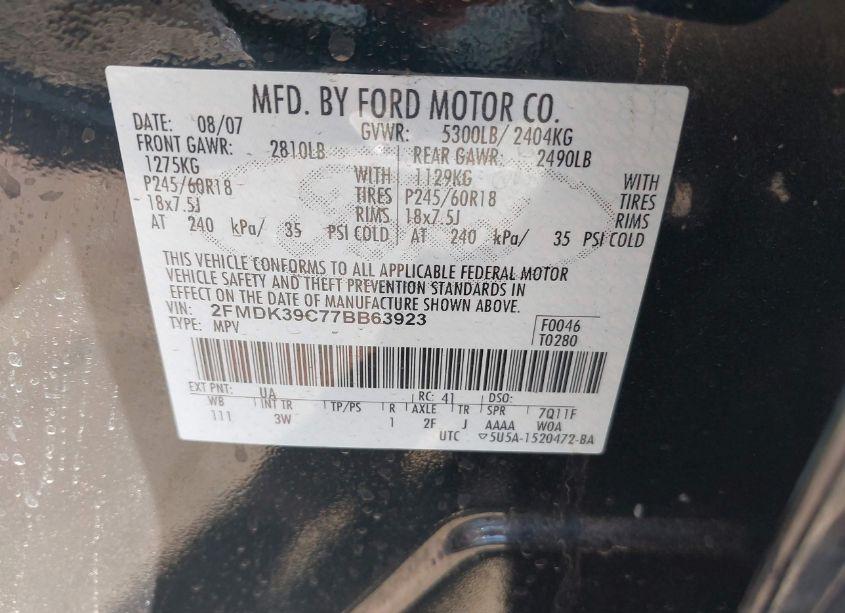 MFD. BY FORD MOTOR CO.
DATE: 08/07 GVWR: 5300LB/ 2404KG
FRONT GAWR: 2810LB REAR GAWR: 2490LB
1275KG WITH 1129KG WITH
P245/60R18 TIRES P245/60R18 TIRES
18x7.5J RIMS 18x7.5J RIMS
AT 240 kPa/ 35 PSI COLD AT 240 kPa/ 35 PSI COLD
THIS VEHICLE CONFORMS TO ALL APPLICABLE FEDERAL MOTOR
VEHICLE SAFETY AND THEFT PREVENTION STANDARDS IN
EFFECT ON THE DATE OF MANUFACTURE SHOWN ABOVE.
VIN: 2FMDK39C77BB63923
TYPE: MPV
F0046
T0280
EXT PNT: UA RC: 41 DSO:
WB INT TR TP/PS R AXLE TR SPR 7Q11F
111 3W 1 2F J AAAA W0A
UTC ▽5U5A-1520472-BA